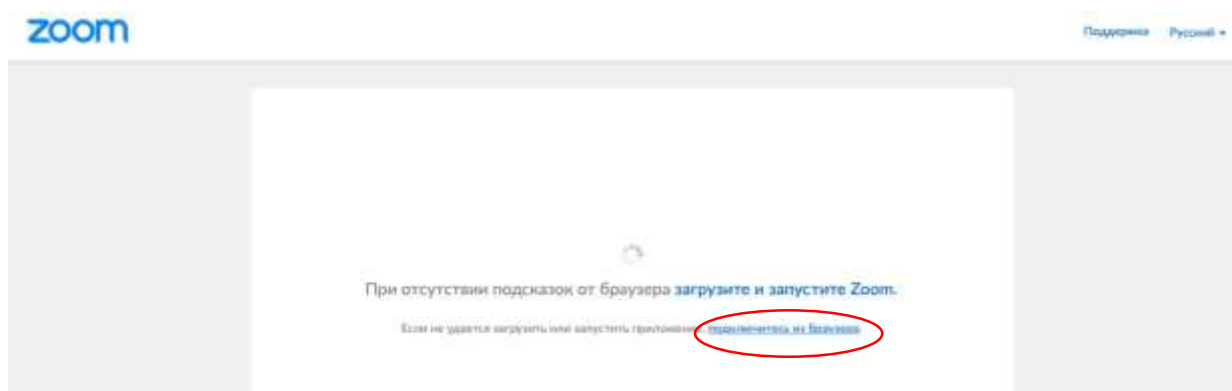 zoom
Поддержка Русский
При отсутствии подсказок от браузера загрузите и запустите Zoom.
Если не удается загрузить или запустить приложение, подключитесь из браузера.